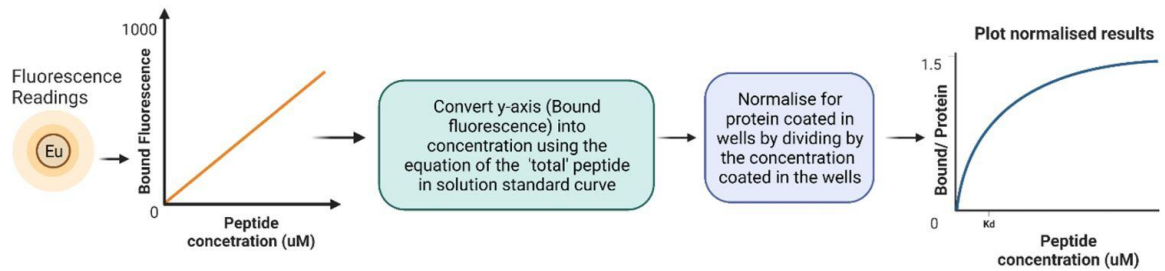 Fluorescence
Readings
Eu
1000
Bound Fluorescence
0
Peptide
concetration (uM)
Convert y-axis (Bound
fluorescence) into
concentration using the
equation of the 'total' peptide
in solution standard curve
Normalise for
protein coated in
wells by dividing by
the concentration
coated in the wells
Plot normalised results
1.5
Bound/ Protein
0
Kd
Peptide
concentration (uM)